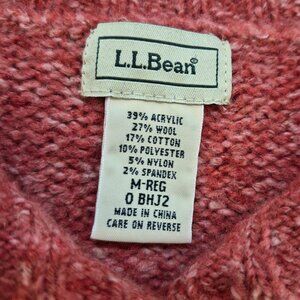 L.L.Bean®
39% ACRYLIC
27% WOOL
17% COTTON
10% POLYESTER
5% NYLON
2% SPANDEX
M-REG
0 BHJ2
MADE IN CHINA
CARE ON REVERSE